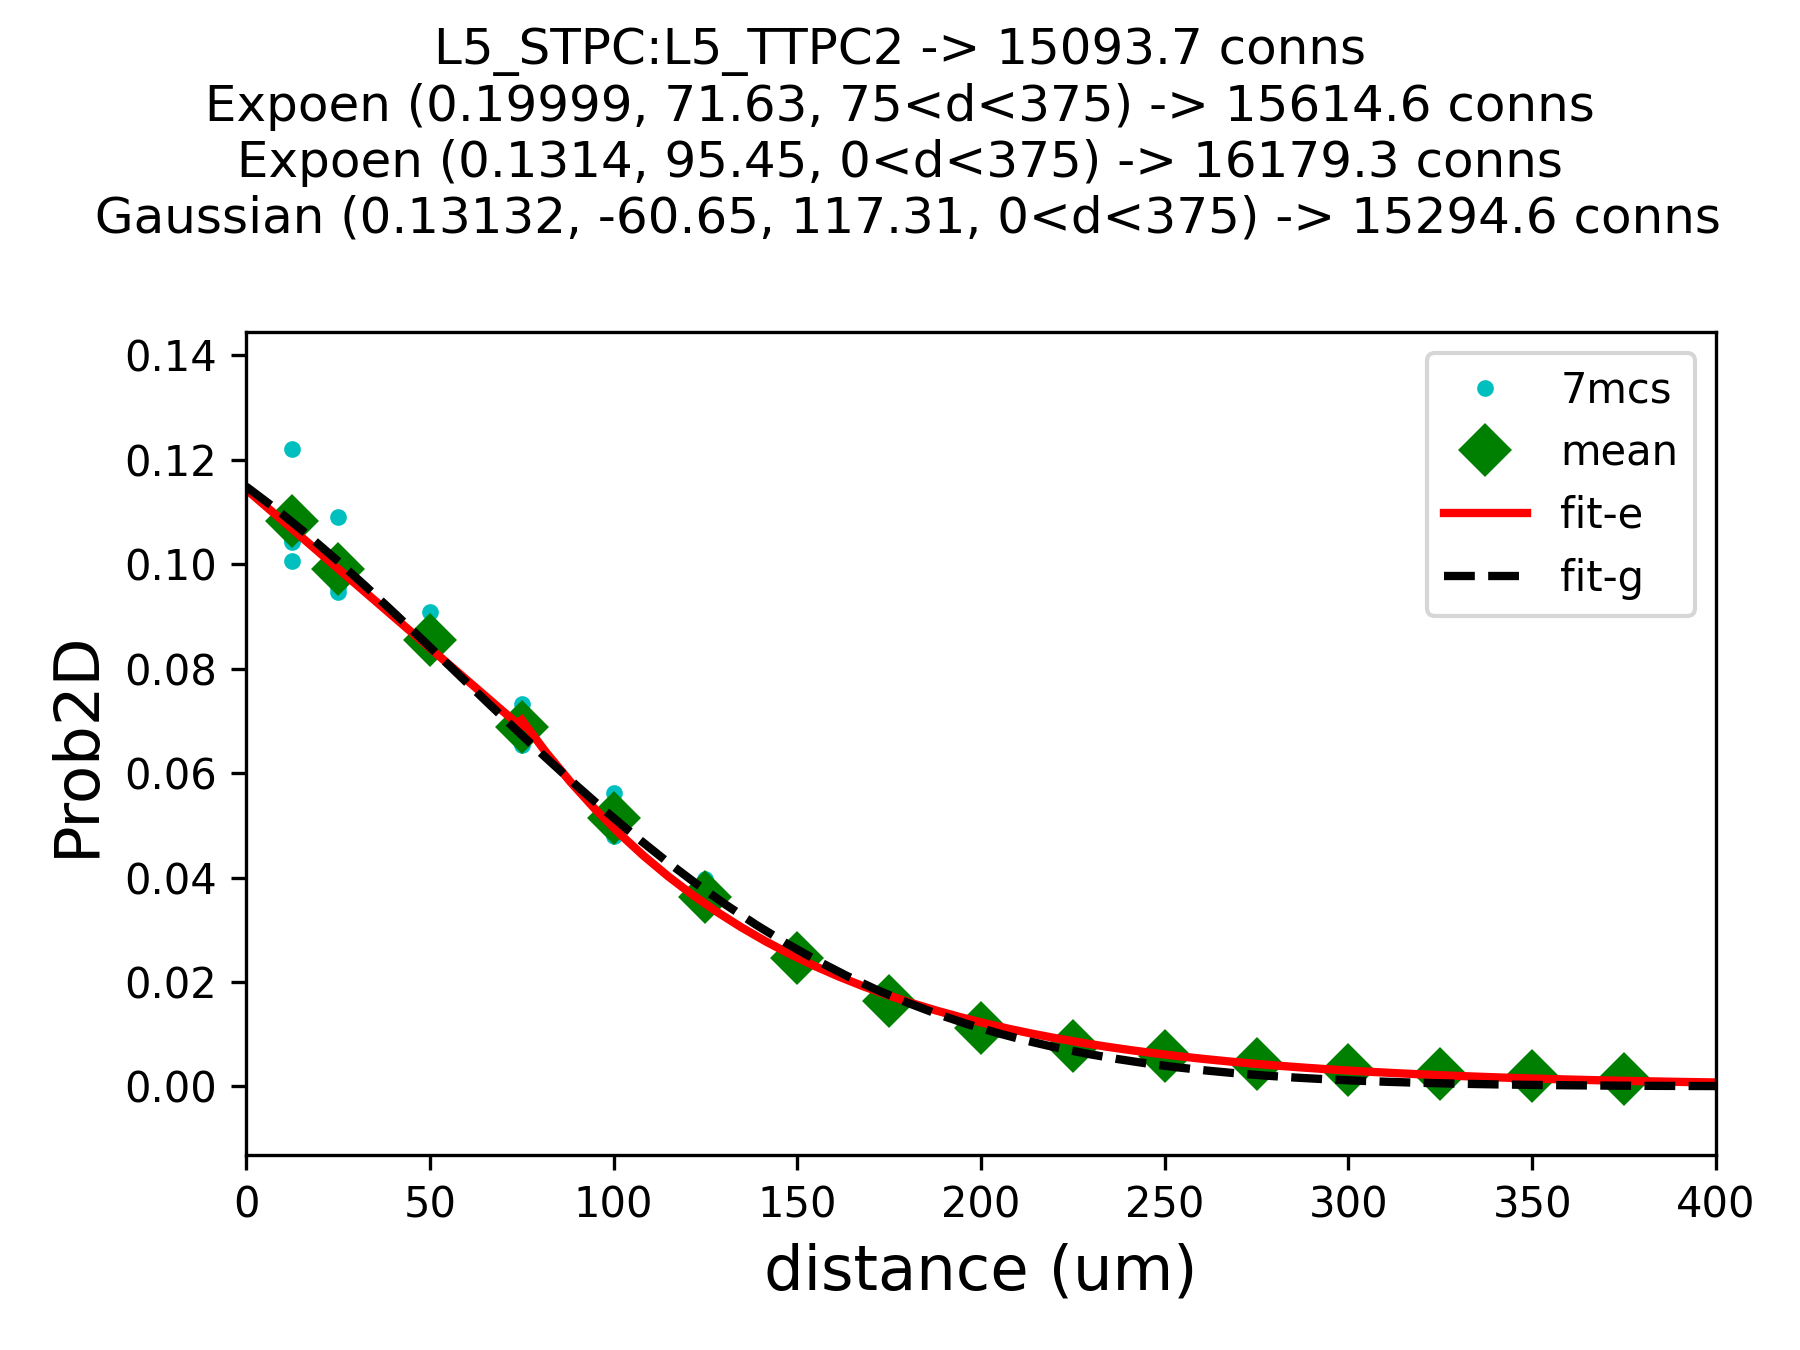 L5_STPC:L5_TTPC2 -> 15093.7 conns
Expoen (0.19999, 71.63, 75<d<375) -> 15614.6 conns
Expoen (0.1314, 95.45, 0<d<375) -> 16179.3 conns
Gaussian (0.13132, -60.65, 117.31, 0<d<375) -> 15294.6 conns
7mcs
mean
fit-e
fit-g
Prob2D
0.14
0.12
0.10
0.08
0.06
0.04
0.02
0.00
0 50 100 150 200 250 300 350 400
distance (um)